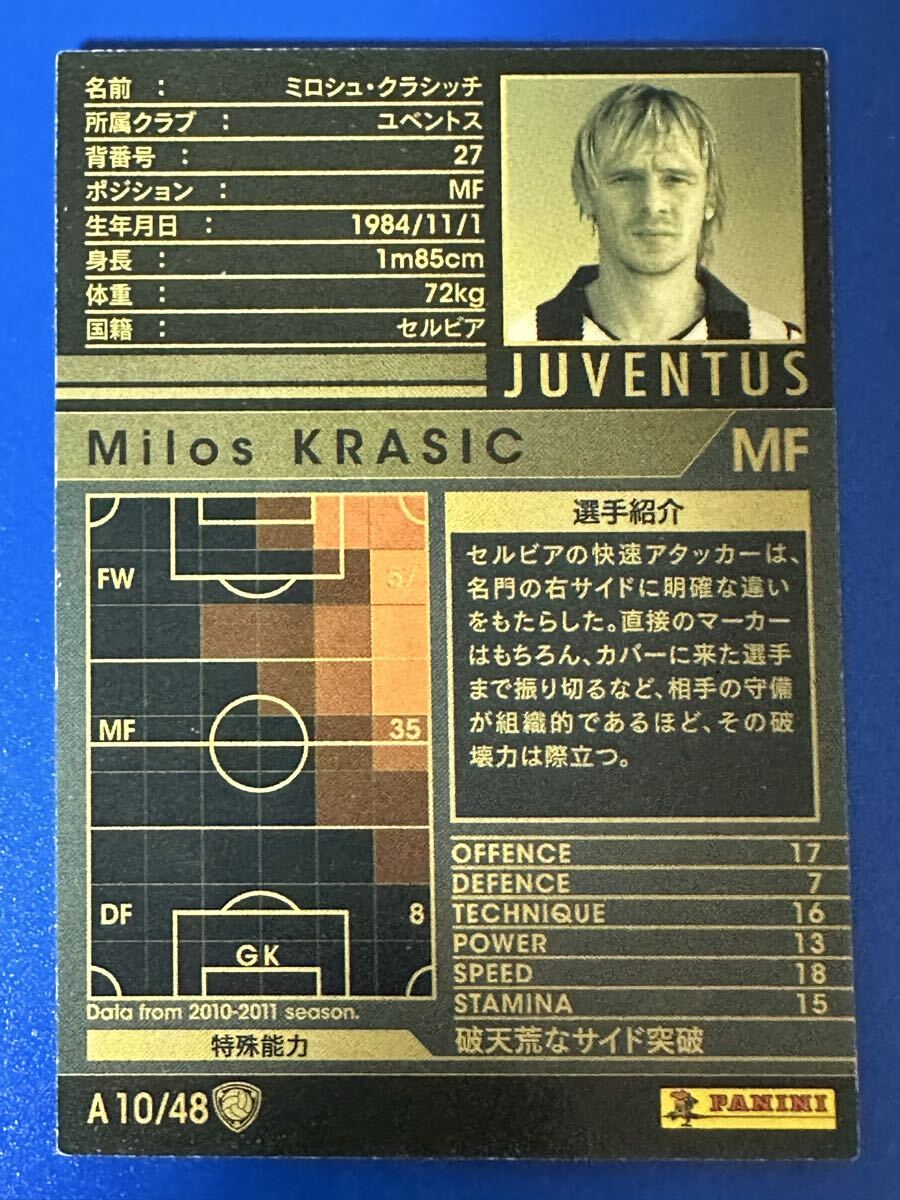 名前 : ミロシュ・クラシッチ
所属クラブ : ユベントス
背番号 : 27
ポジション : MF
生年月日 : 1984/11/1
身長 : 1m85cm
体重 : 72kg
国籍 : セルビア
JUVENTUS
Milos KRASIC MF
FW 57
MF 35
DF 8
GK
Data from 2010-2011 season.
選手紹介
セルビアの快速アタッカーは、
名門の右サイドに明確な違い
をもたらした。直接のマーカー
はもちろん、カバーに来た選手
まで振り切るなど、相手の守備
が組織的であるほど、その破
壊力は際立つ。
OFFENCE 17
DEFENCE 7
TECHNIQUE 16
POWER 13
SPEED 18
STAMINA 15
特殊能力 破天荒なサイド突破
A10/48
PANINI